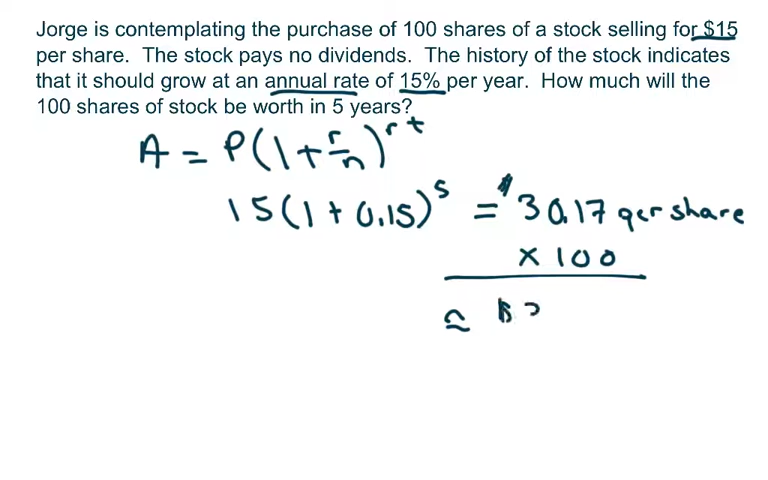 Jorge is contemplating the purchase of 100 shares of a stock selling for $15
per share. The stock pays no dividends. The history of the stock indicates
that it should grow at an annual rate of 15% per year. How much will the
100 shares of stock be worth in 5 years?
A = P(1 + r/n)^rt
15(1 + 0.15)^5 = $30.17 per share
× 100
≈ $